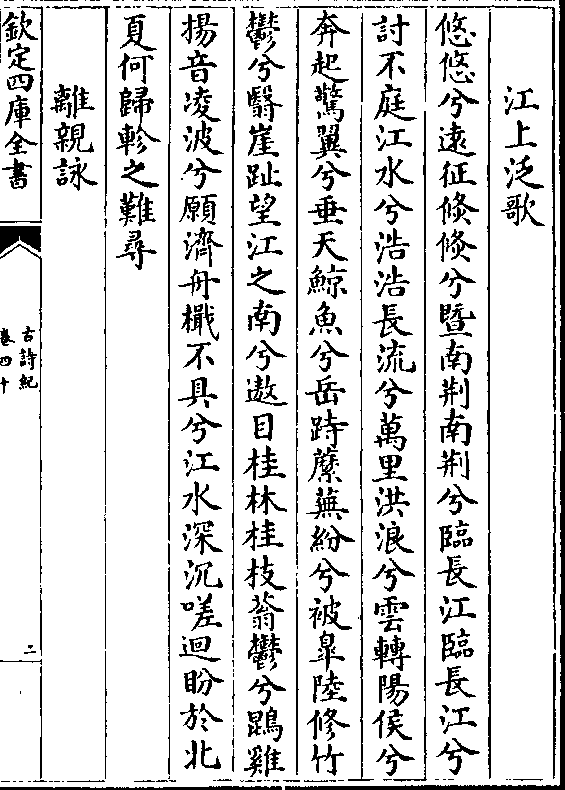 江上泛歌
悠悠兮遠征倐倐兮暨南荆南荆兮臨長江臨長江兮
討不庭江水兮浩浩長流兮萬里洪浪兮雲轉陽侯兮
奔起驚翼兮垂天鯨魚兮岳跱蘪蕪紛兮被臯陸修竹
鬱兮翳崖趾望江之南兮遨目桂林桂枝蓊鬱兮鵾雞
揚音凌波兮願濟舟檝不具兮江水深沉嗟迴盼於北
夏何歸軫之難尋
離親詠
欽定四庫全書
古詩紀
卷四十
二